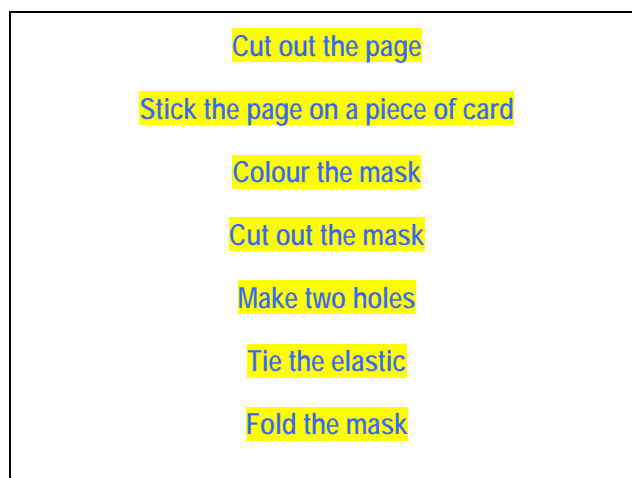 Cut out the page
Stick the page on a piece of card
Colour the mask
Cut out the mask
Make two holes
Tie the elastic
Fold the mask